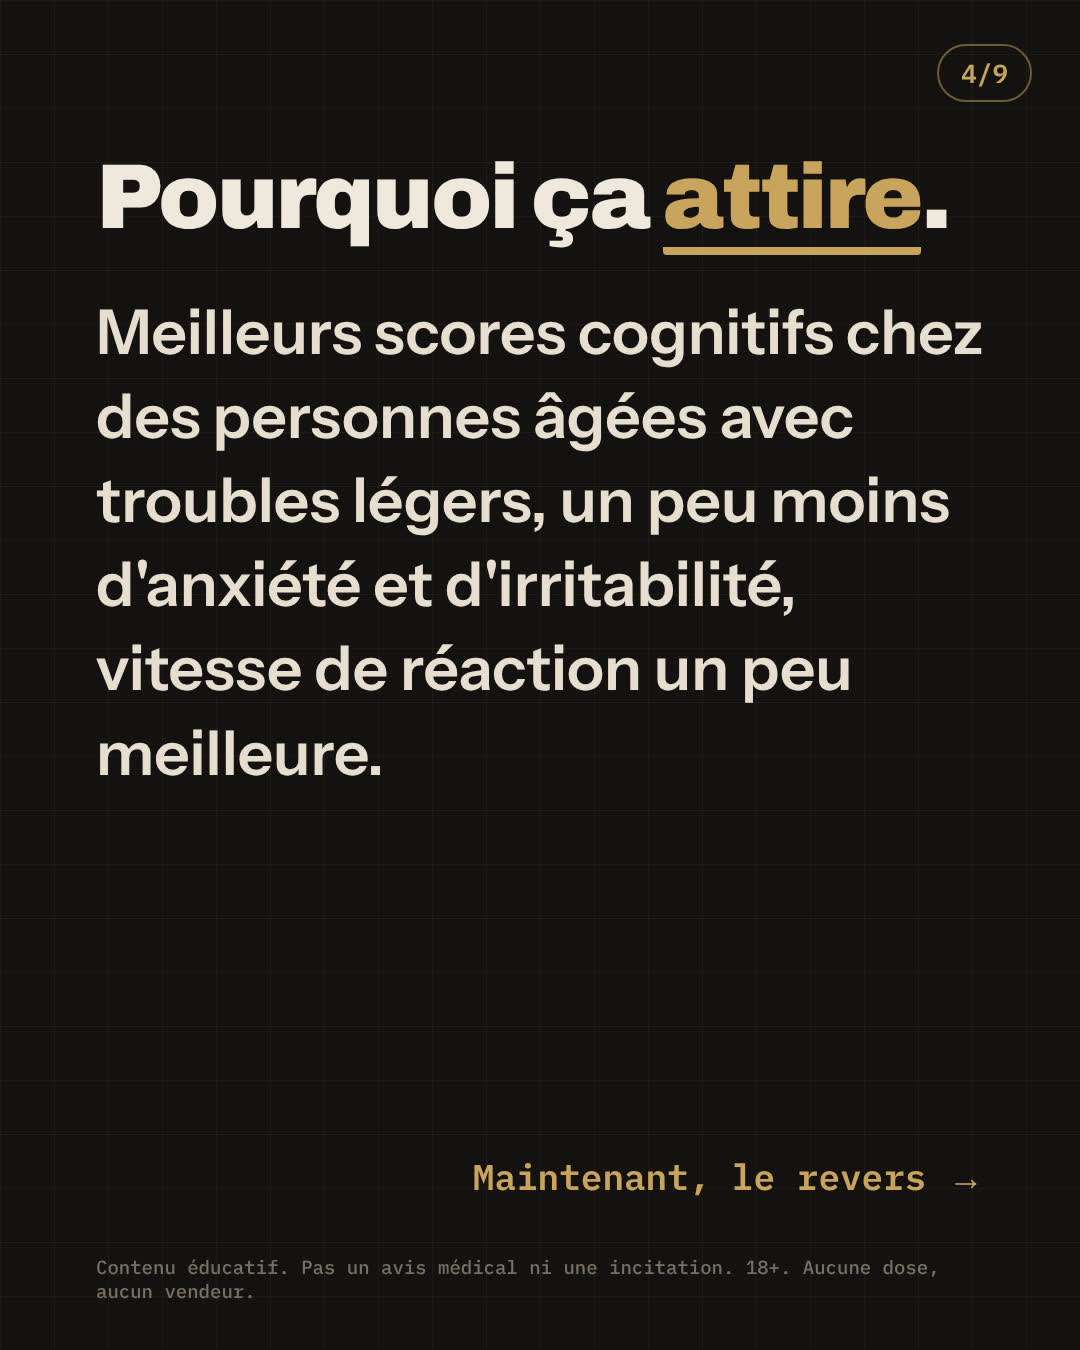 4/9
Pourquoi ça attire.
Meilleurs scores cognitifs chez
des personnes âgées avec
troubles légers, un peu moins
d'anxiété et d'irritabilité,
vitesse de réaction un peu
meilleure.
Maintenant, le revers →
Contenu éducatif. Pas un avis médical ni une incitation. 18+. Aucune dose,
aucun vendeur.